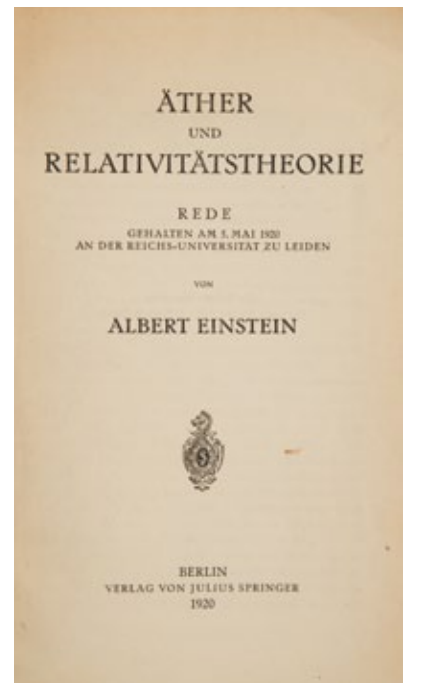 ÄTHER
UND
RELATIVITÄTSTHEORIE
REDE
GEHALTEN AM 5. MAI 1920
AN DER REICHS-UNIVERSITÄT ZU LEIDEN
VON
ALBERT EINSTEIN
BERLIN
VERLAG VON JULIUS SPRINGER
1920